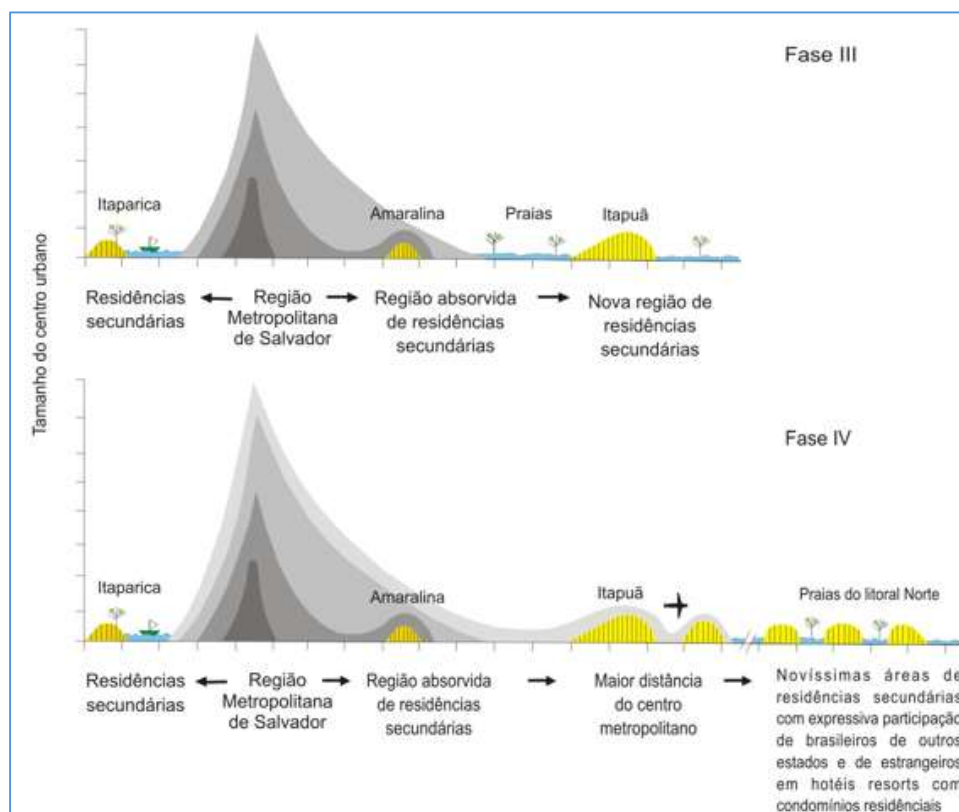 Fase III
Tamanho do centro urbano
Itaparica
Amaralina
Praias
Itapuã
Residências
secundárias
Região
Metropolitana
de Salvador
Região absorvida
de residências
secundárias
Nova região de
residências
secundárias
Fase IV
Itaparica
Amaralina
Itapuã
Praias do litoral Norte
Residências
secundárias
Região
Metropolitana
de Salvador
Região absorvida
de residências
secundárias
Maior distância
do centro
metropolitano
Novíssimas áreas de
residências secundárias
com expressiva participação
de brasileiros de outros
estados e de estrangeiros
em hotéis resorts com
condomínios residênciais